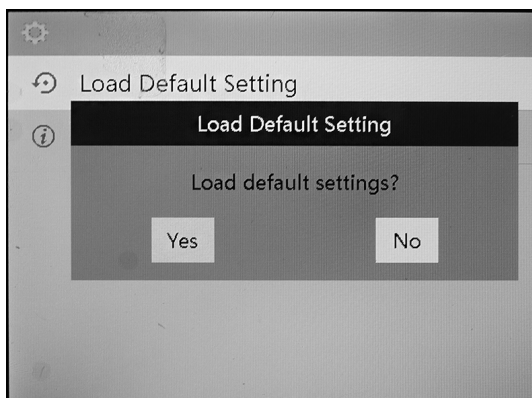 Load Default Setting
Load Default Setting
Load default settings?
Yes
No